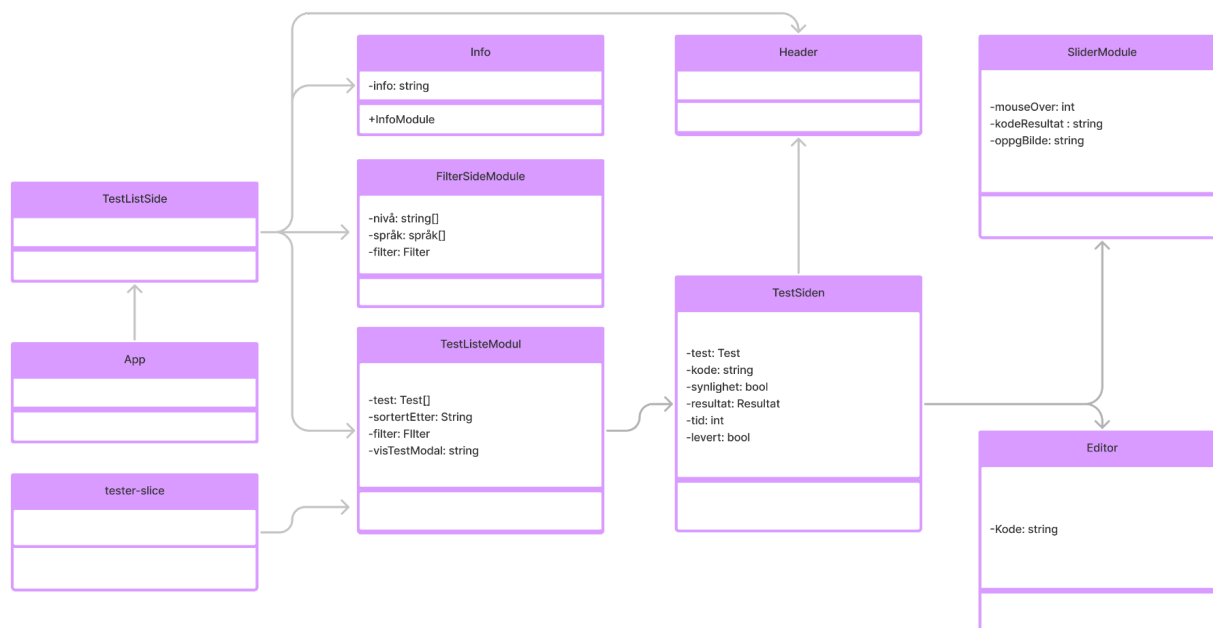 Info
-info: string
+InfoModule
Header
SliderModule
-mouseOver: int
-kodeResultat : string
-oppgBilde: string
TestListSide
FilterSideModule
-nivå: string[]
-språk: språk[]
-filter: Filter
App
TestListeModul
-test: Test[]
-sortertEtter: String
-filter: FIlter
-visTestModal: string
TestSiden
-test: Test
-kode: string
-synlighet: bool
-resultat: Resultat
-tid: int
-levert: bool
tester-slice
Editor
-Kode: string